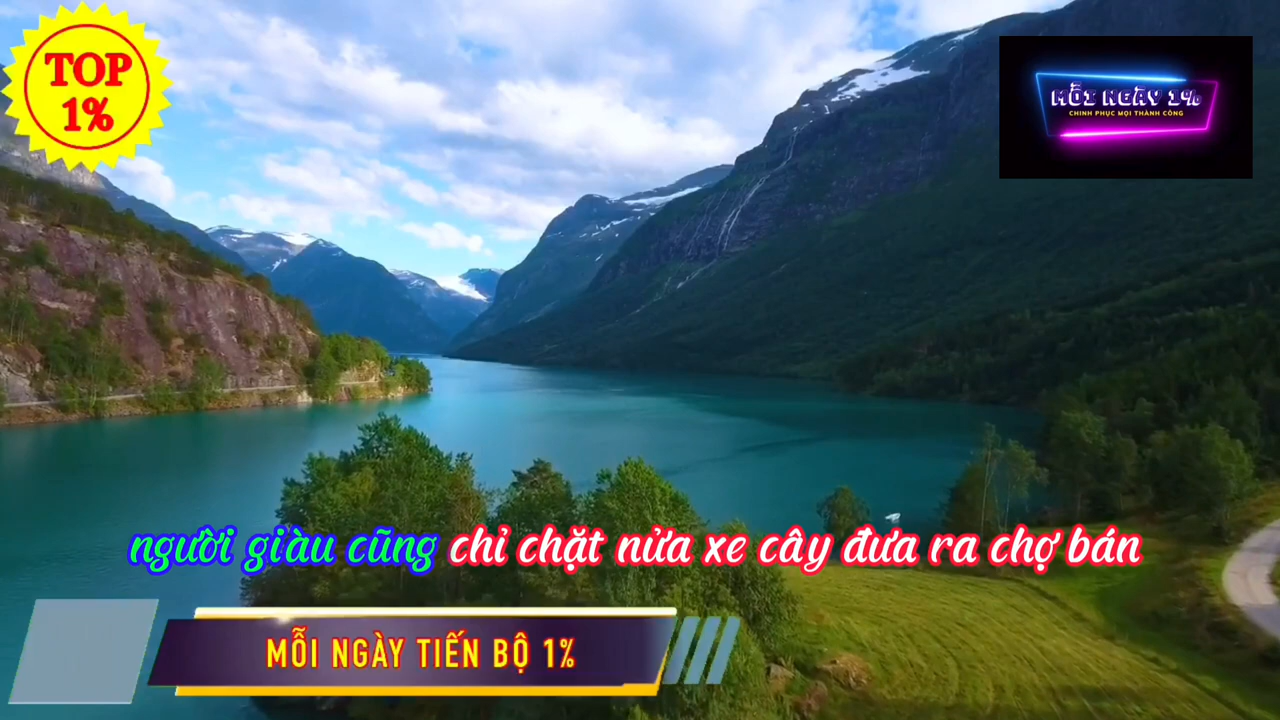 TOP
1%
MỖI NGÀY 1%
CHINH PHỤC MỌI THÀNH CÔNG
người giàu cũng chỉ chặt nửa xe cây đưa ra chợ bán
MỖI NGÀY TIẾN BỘ 1%